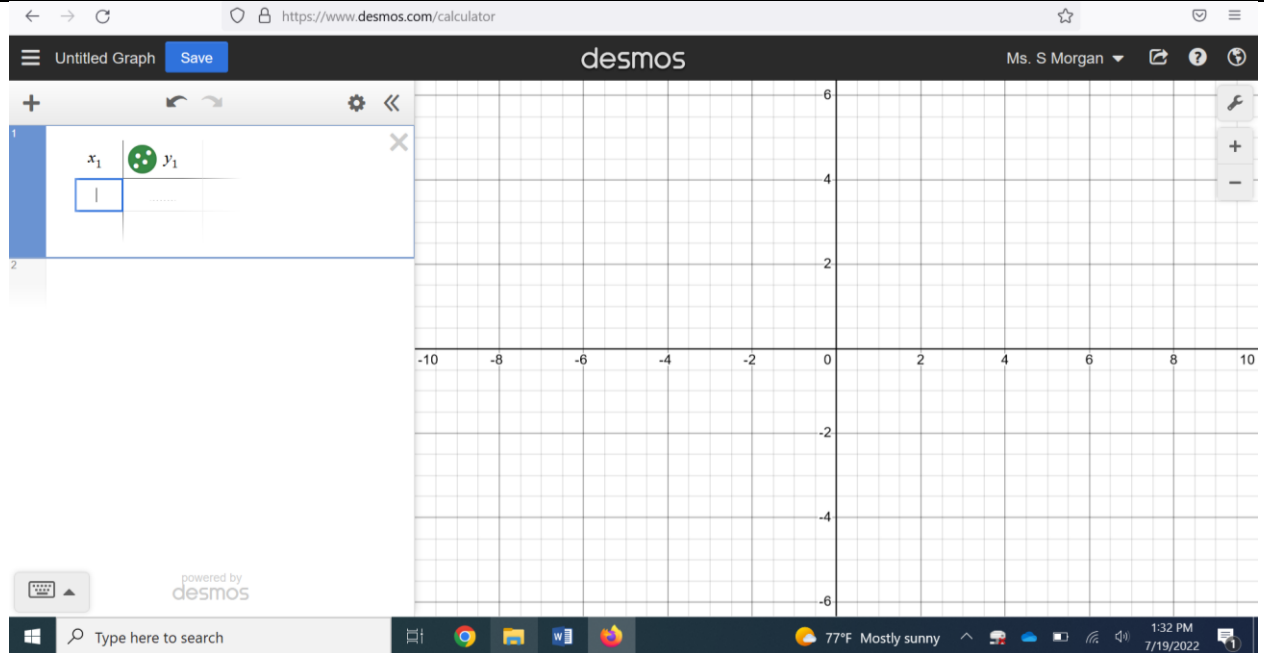 https://www.desmos.com/calculator
Untitled Graph Save desmos Ms. S Morgan ?
1
x₁ y₁
2
powered by
desmos
6
4
2
-10 -8 -6 -4 -2 0 2 4 6 8 10
-2
-4
-6
Type here to search W 77°F Mostly sunny 1:32 PM
7/19/2022 1